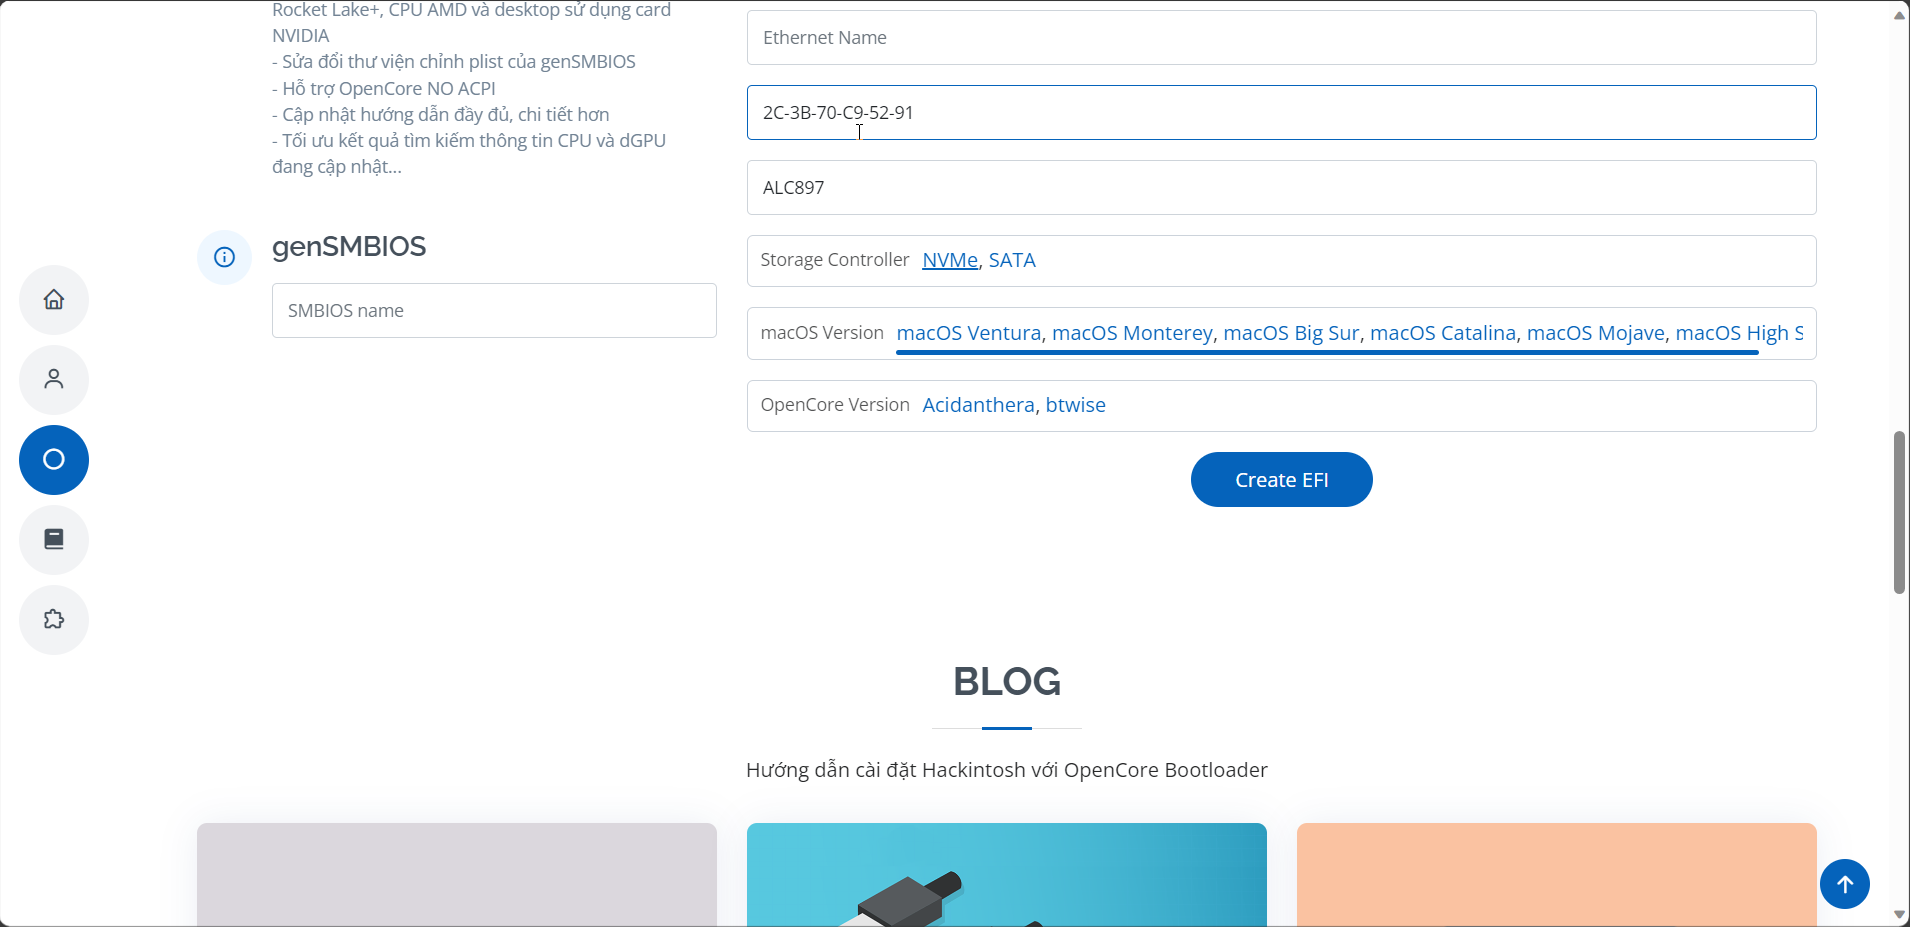 Rocket Lake+, CPU AMD và desktop sử dụng card
NVIDIA
- Sửa đổi thư viện chỉnh plist của genSMBIOS
- Hỗ trợ OpenCore NO ACPI
- Cập nhật hướng dẫn đầy đủ, chi tiết hơn
- Tối ưu kết quả tìm kiếm thông tin CPU và dGPU
đang cập nhật...
genSMBIOS
SMBIOS name
Ethernet Name
2C-3B-70-C9-52-91
ALC897
Storage Controller NVMe, SATA
macOS Version macOS Ventura, macOS Monterey, macOS Big Sur, macOS Catalina, macOS Mojave, macOS High S
OpenCore Version Acidanthera, btwise
Create EFI
BLOG
Hướng dẫn cài đặt Hackintosh với OpenCore Bootloader